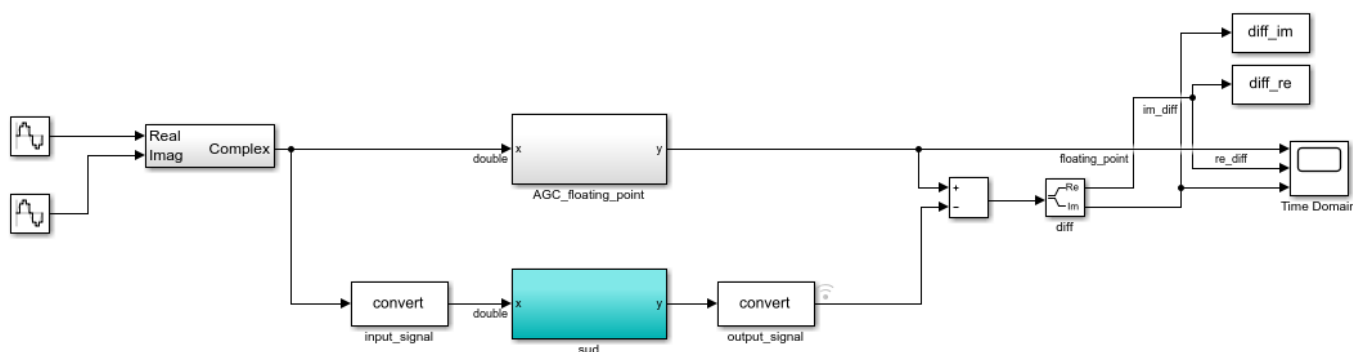 diff_im
diff_re
im_diff
Real
Imag
Complex
double
x
y
AGC_floating_point
floating_point
re_diff
Time Domain
+
−
Re
Im
diff
convert
input_signal
double
x
y
sud
convert
output_signal